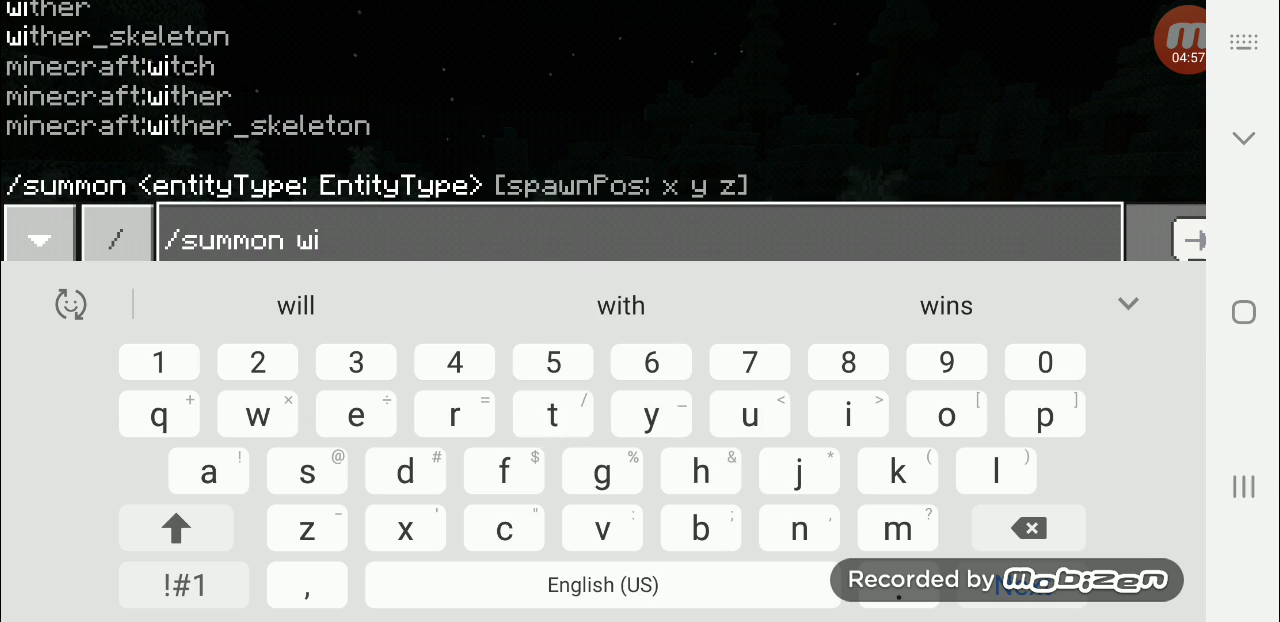 wither
wither_skeleton
minecraft:witch
minecraft:wither
minecraft:wither_skeleton
04:57
/summon <entityType: EntityType> [spawnPos: x y z]
/
/summon wi
will with wins
1 2 3 4 5 6 7 8 9 0
q + w × e ÷ r = t / y _ u < i > o [ p ]
a ! s @ d # f $ g % h & j * k ( l )
z - x ' c " v : b ; n , m ?
!#1 , English (US) .
Recorded by mobizen